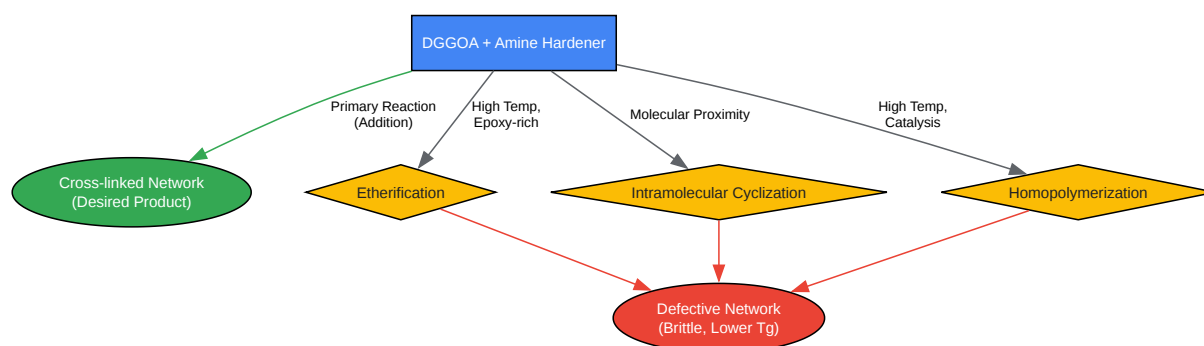 DGGOA + Amine Hardener
Primary Reaction
(Addition)
High Temp,
Epoxy-rich
Molecular Proximity
High Temp,
Catalysis
Cross-linked Network
(Desired Product)
Etherification
Intramolecular Cyclization
Homopolymerization
Defective Network
(Brittle, Lower Tg)